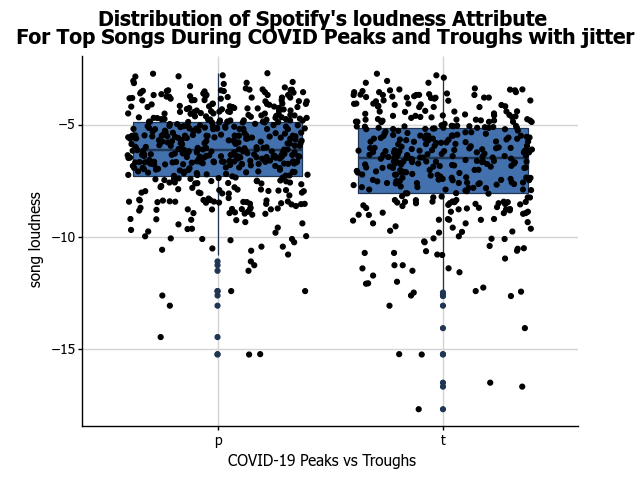 Distribution of Spotify's loudness Attribute
For Top Songs During COVID Peaks and Troughs with jitter
song loudness
−5
−10
−15
p
t
COVID-19 Peaks vs Troughs